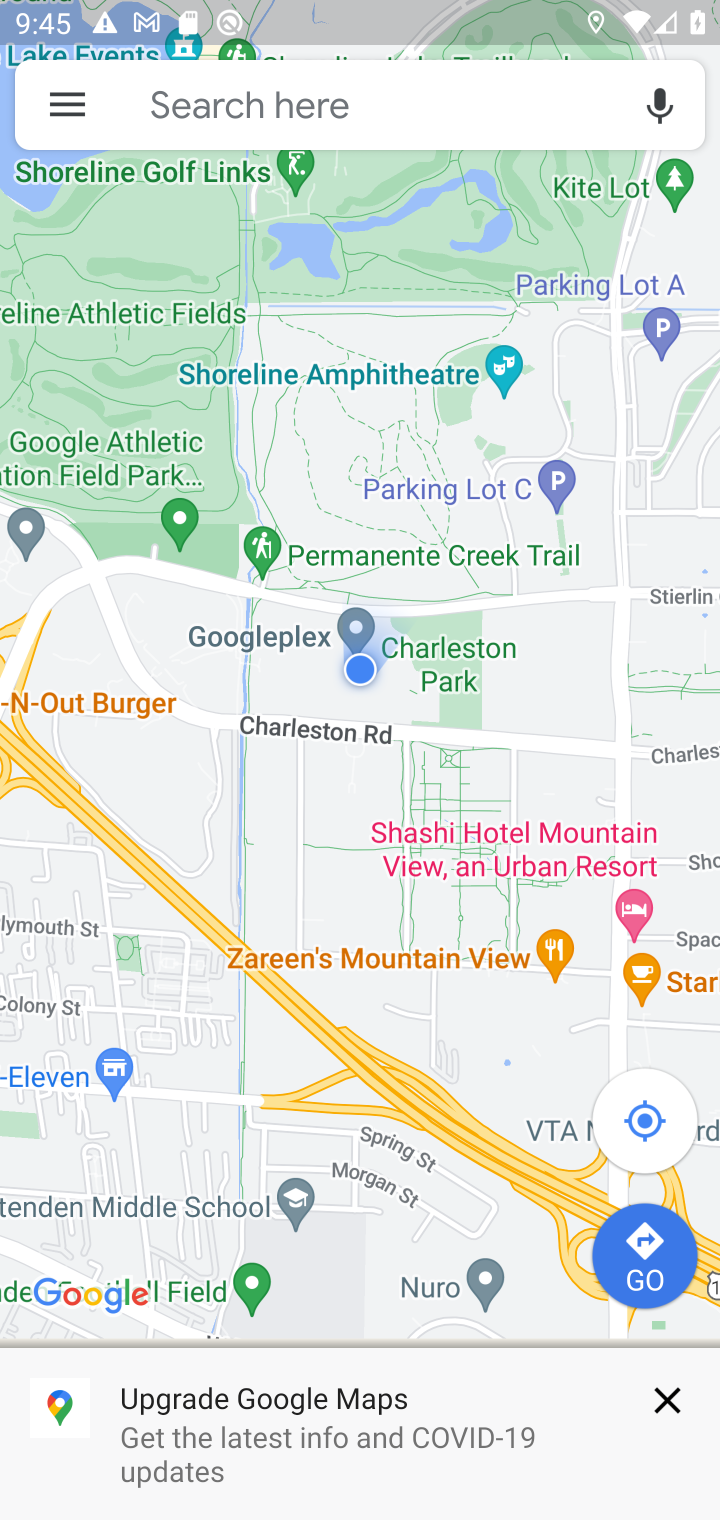 9:45
Lake Events
Search here
Shoreline Golf Links
Kite Lot
Parking Lot A
P
reline Athletic Fields
Shoreline Amphitheatre
Google Athletic
tion Field Park...
Parking Lot C
P
Permanente Creek Trail
Stierlin
Googleplex
Charleston
Park
-N-Out Burger
Charleston Rd
Charles
Shashi Hotel Mountain
View, an Urban Resort
Sho
lymouth St
Spac
Zareen's Mountain View
Star
Colony St
-Eleven
VTA N
rd
Spring St
Morgan St
tenden Middle School
GO
Google
ll Field
Nuro
1
Upgrade Google Maps
Get the latest info and COVID-19
updates